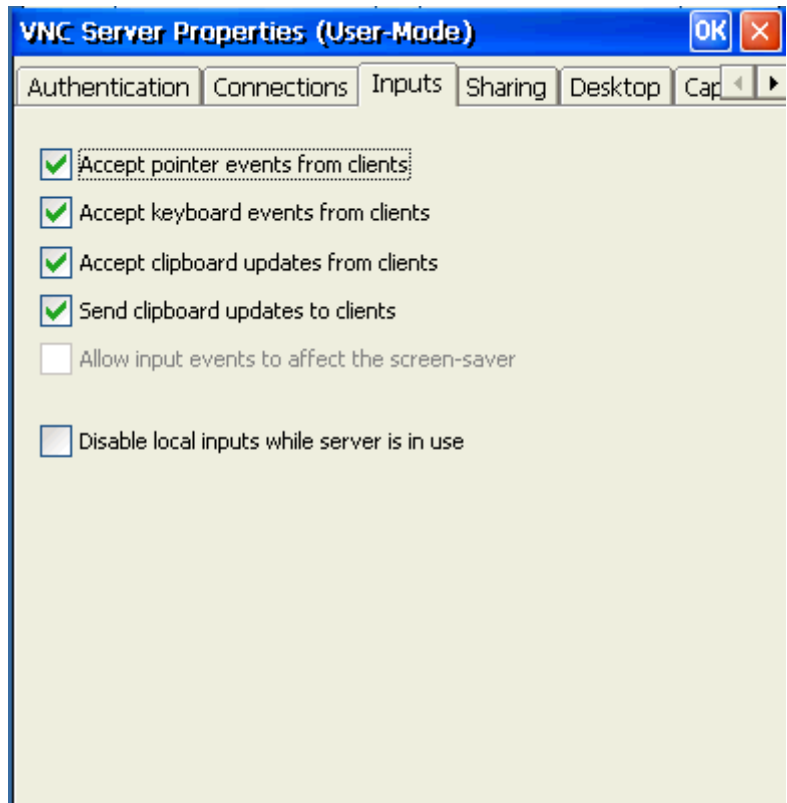 VNC Server Properties (User-Mode)
OK
Authentication
Connections
Inputs
Sharing
Desktop
Accept pointer events from clients
Accept keyboard events from clients
Accept clipboard updates from clients
Send clipboard updates to clients
Allow input events to affect the screen-saver
Disable local inputs while server is in use